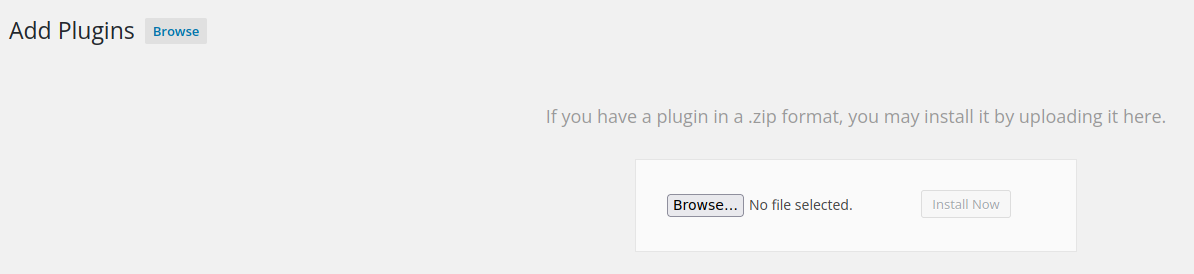 Add Plugins Browse
If you have a plugin in a .zip format, you may install it by uploading it here.
Browse... No file selected. Install Now